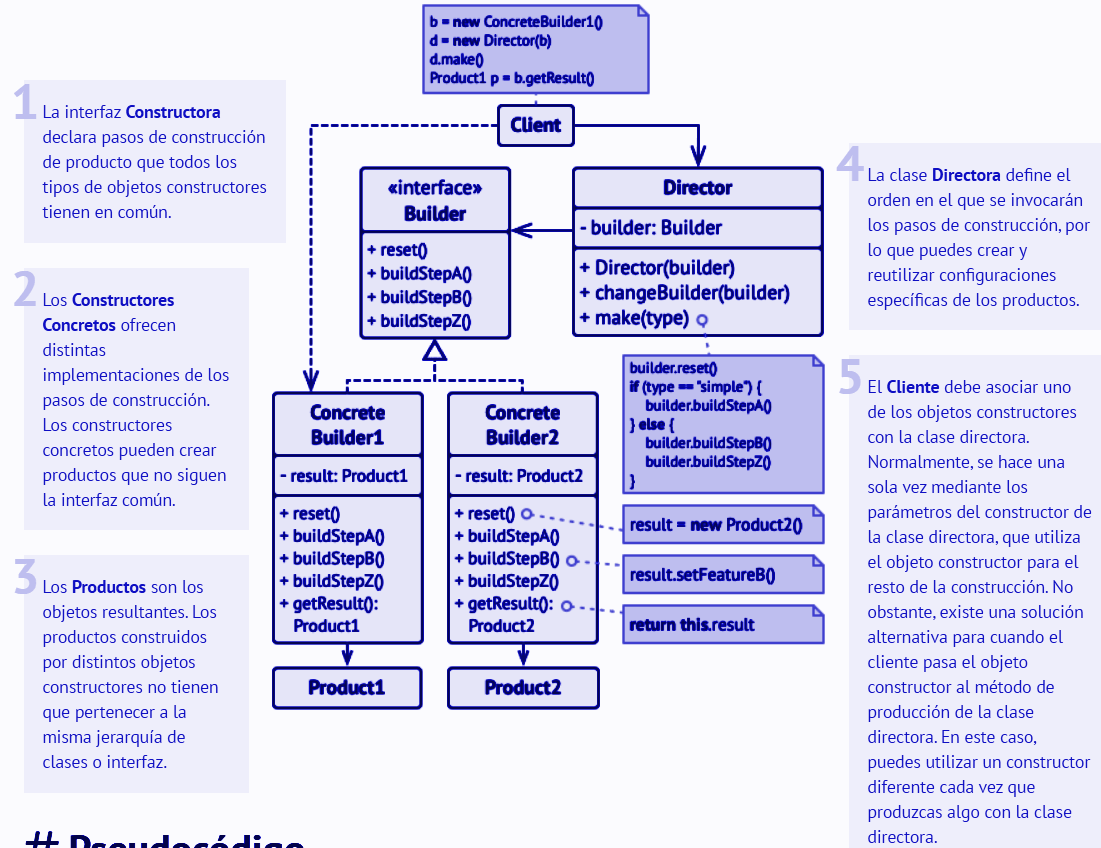 b = new ConcreteBuilder1()
d = new Director(b)
d.make()
Product1 p = b.getResult()
Client
1
La interfaz Constructora
declara pasos de construcción
de producto que todos los
tipos de objetos constructores
tienen en común.
2
Los Constructores
Concretos ofrecen
distintas
implementaciones de los
pasos de construcción.
Los constructores
concretos pueden crear
productos que no siguen
la interfaz común.
3
Los Productos son los
objetos resultantes. Los
productos construidos
por distintos objetos
constructores no tienen
que pertenecer a la
misma jerarquía de
clases o interfaz.
«interface»
Builder
+ reset()
+ buildStepA()
+ buildStepB()
+ buildStepZ()
Director
- builder: Builder
+ Director(builder)
+ changeBuilder(builder)
+ make(type)
builder.reset()
if (type == "simple") {
builder.buildStepA()
} else {
builder.buildStepB()
builder.buildStepZ()
}
Concrete
Builder1
- result: Product1
+ reset()
+ buildStepA()
+ buildStepB()
+ buildStepZ()
+ getResult():
Product1
Concrete
Builder2
- result: Product2
+ reset()
+ buildStepA()
+ buildStepB()
+ buildStepZ()
+ getResult():
Product2
result = new Product2()
result.setFeatureB()
return this.result
Product1
Product2
4
La clase Directora define el
orden en el que se invocarán
los pasos de construcción, por
lo que puedes crear y
reutilizar configuraciones
específicas de los productos.
5
El Cliente debe asociar uno
de los objetos constructores
con la clase directora.
Normalmente, se hace una
sola vez mediante los
parámetros del constructor de
la clase directora, que utiliza
el objeto constructor para el
resto de la construcción. No
obstante, existe una solución
alternativa para cuando el
cliente pasa el objeto
constructor al método de
producción de la clase
directora. En este caso,
puedes utilizar un constructor
diferente cada vez que
produzcas algo con la clase
directora.
# Pseudocódigo